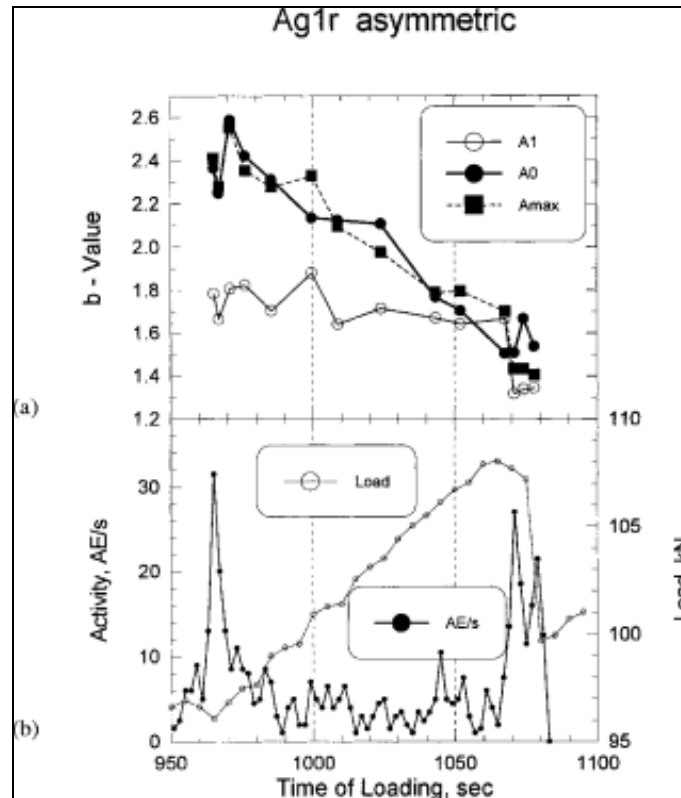 Ag1r asymmetric
2.6
2.4
2.2
2.0
1.8
1.6
1.4
1.2
b - Value
A1
A0
Amax
(a)
110
30
20
10
0
Activity, AE/s
Load
AE/s
105
100
95
Load, kN
(b)
950
1000
1050
1100
Time of Loading, sec